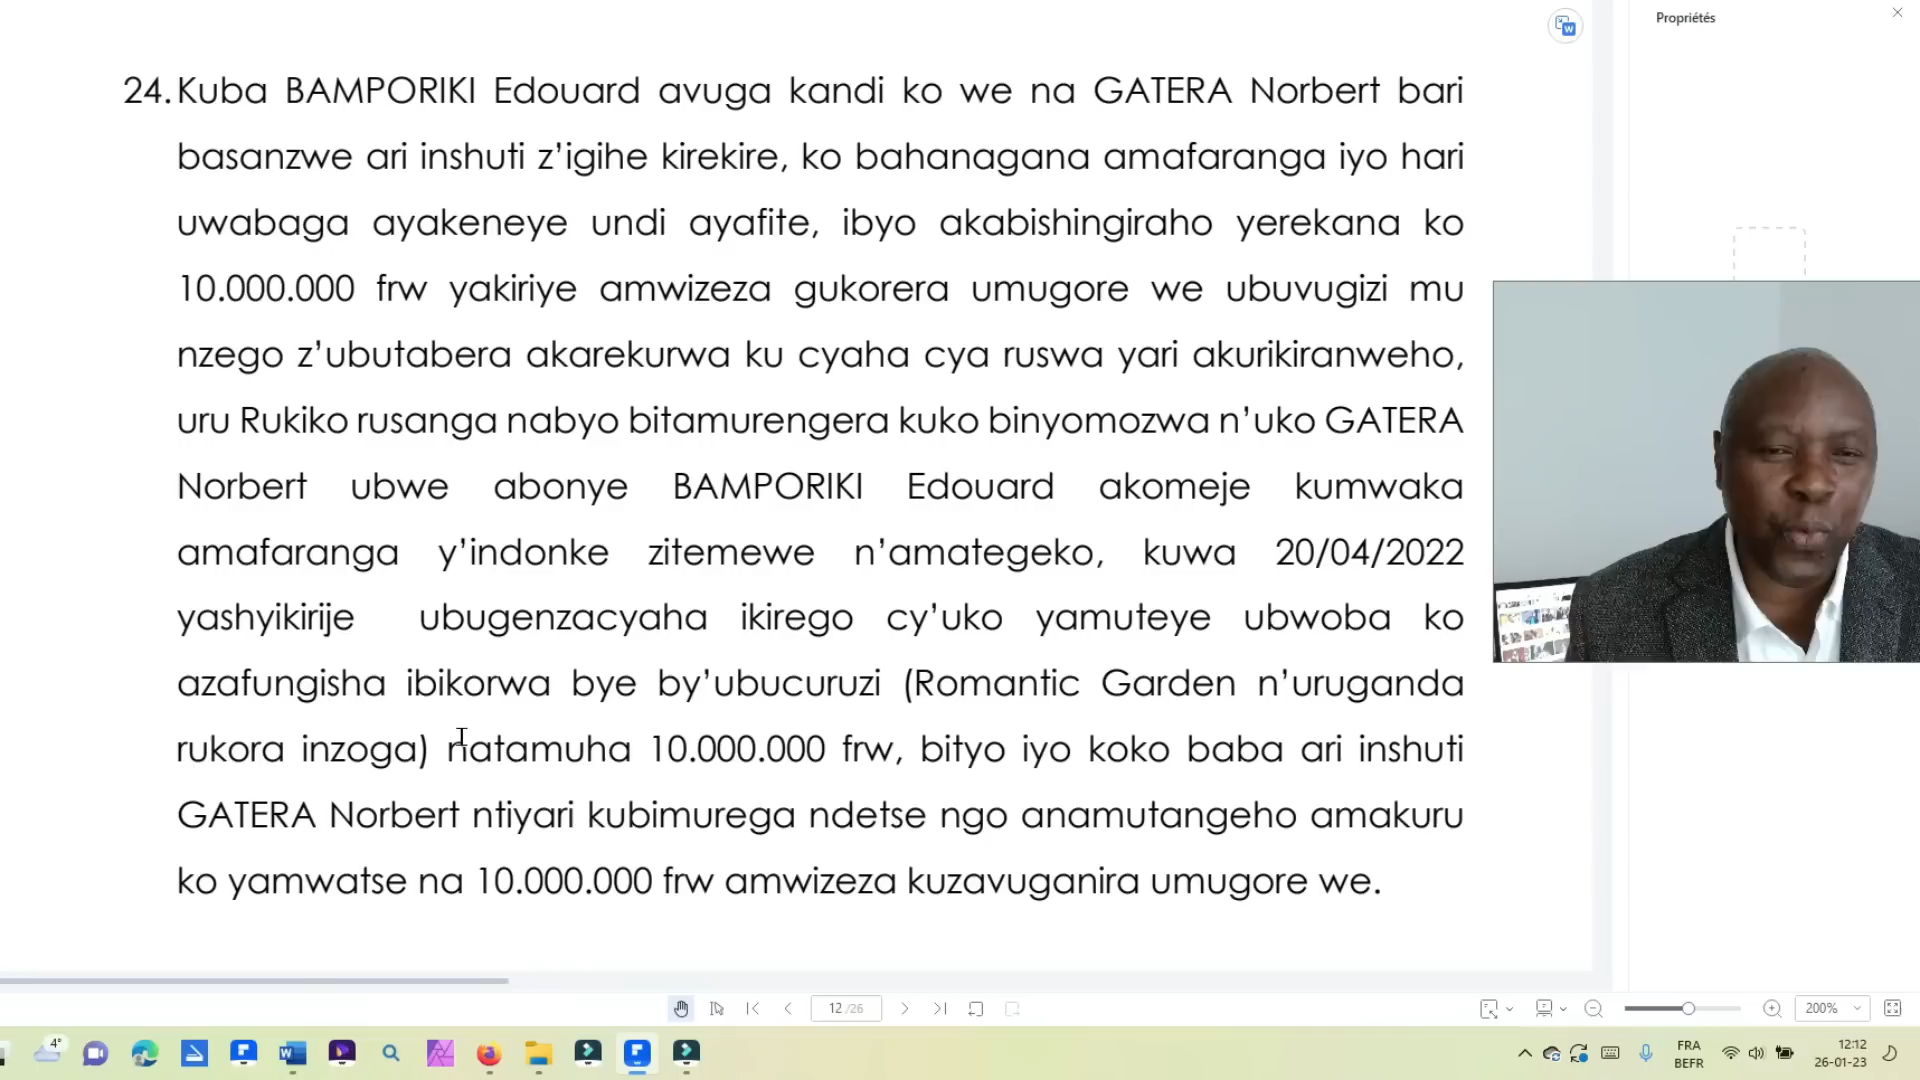 Propriétés
24. Kuba BAMPORIKI Edouard avuga kandi ko we na GATERA Norbert bari
basanzwe ari inshuti z’igihe kirekire, ko bahanagana amafaranga iyo hari
uwabaga ayakeneye undi ayafite, ibyo akabishingiraho yerekana ko
10.000.000 frw yakiriye amwizeza gukorera umugore we ubuvugizi mu
nzego z’ubutabera akarekurwa ku cyaha cya ruswa yari akurikiranweho,
uru Rukiko rusanga nabyo bitamurengera kuko binyomozwa n’uko GATERA
Norbert ubwe abonye BAMPORIKI Edouard akomeje kumwaka
amafaranga y’indonke zitemewe n’amategeko, kuwa 20/04/2022
yashyikirije ubugenzacyaha ikirego cy’uko yamuteye ubwoba ko
azafungisha ibikorwa bye by’ubucuruzi (Romantic Garden n’uruganda
rukora inzoga) natamuha 10.000.000 frw, bityo iyo koko baba ari inshuti
GATERA Norbert ntiyari kubimurega ndetse ngo anamutangeho amakuru
ko yamwatse na 10.000.000 frw amwizeza kuzavuganira umugore we.
12 /26
200%
4°
FRA
BEFR
12:12
26-01-23